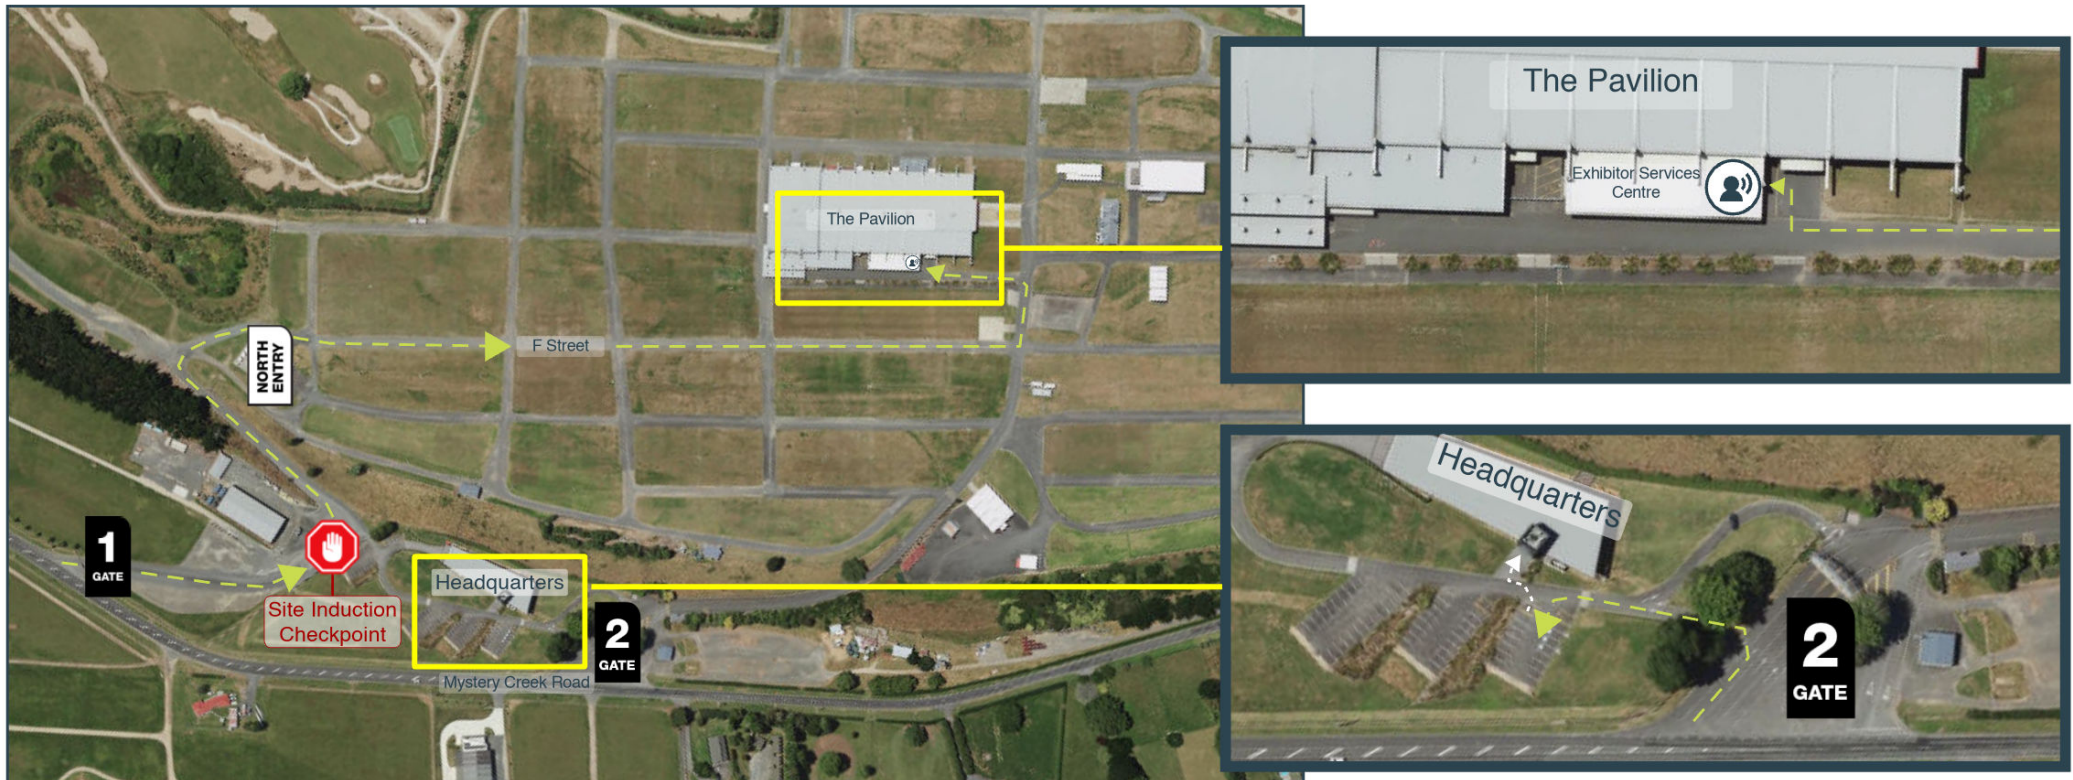 The Pavilion
NORTH
ENTRY
F Street
1
GATE
Site Induction
Checkpoint
Headquarters
2
GATE
Mystery Creek Road
The Pavilion
Exhibitor Services
Centre
Headquarters
2
GATE